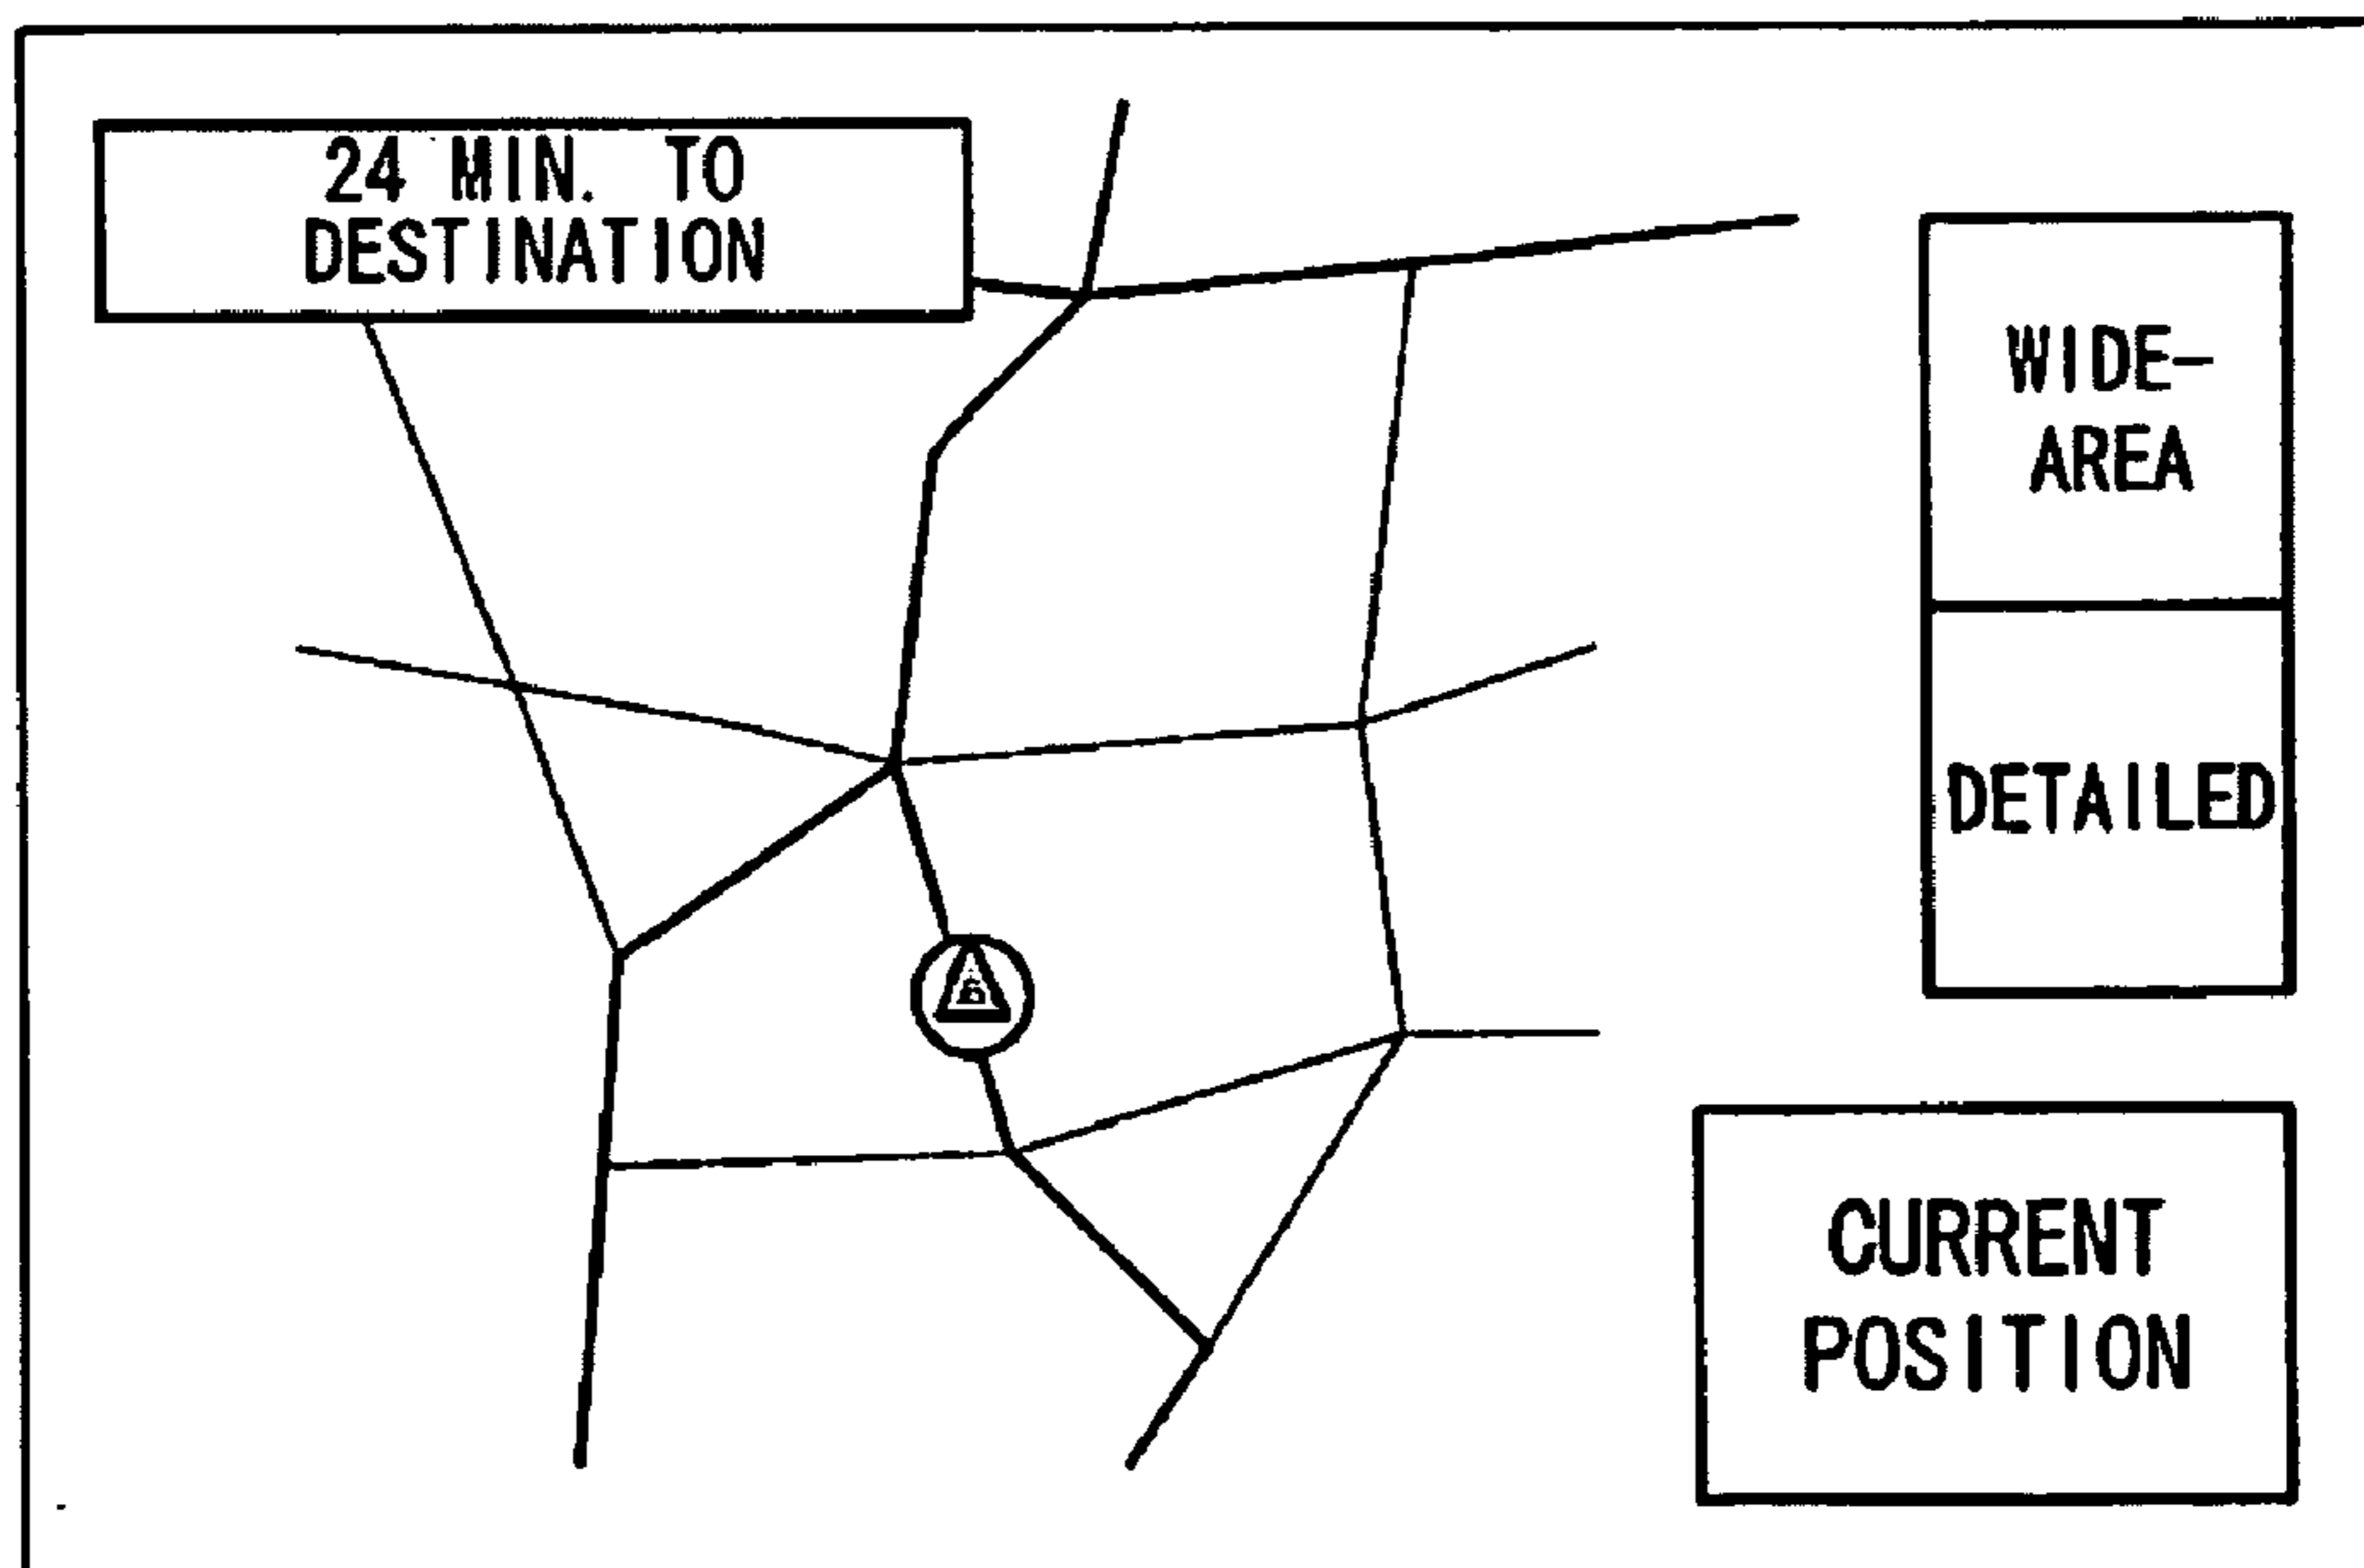 24 MIN. TO
DESTINATION
WIDE-
AREA
DETAILED
CURRENT
POSITION